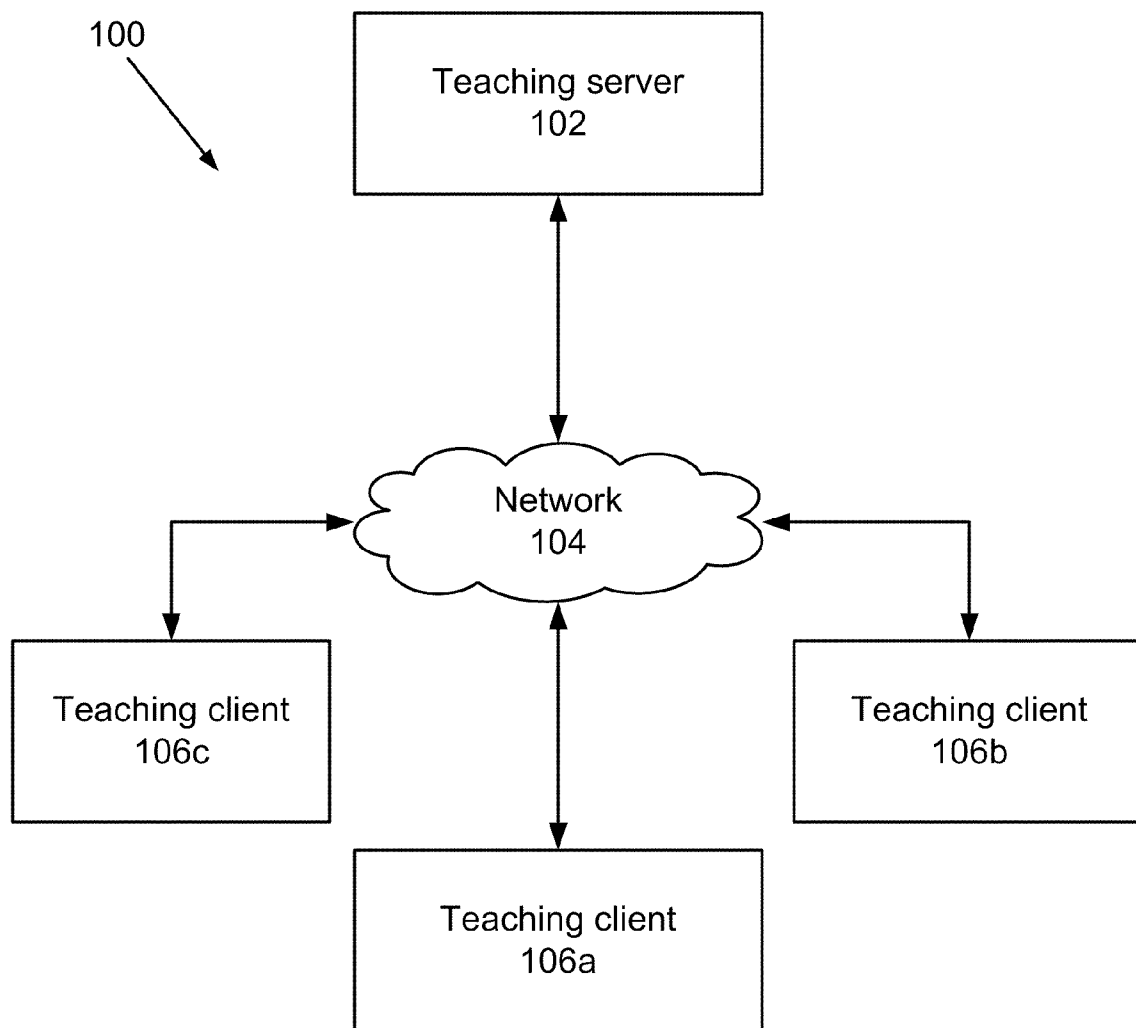 100
Teaching server
102
Network
104
Teaching client
106c
Teaching client
106b
Teaching client
106a